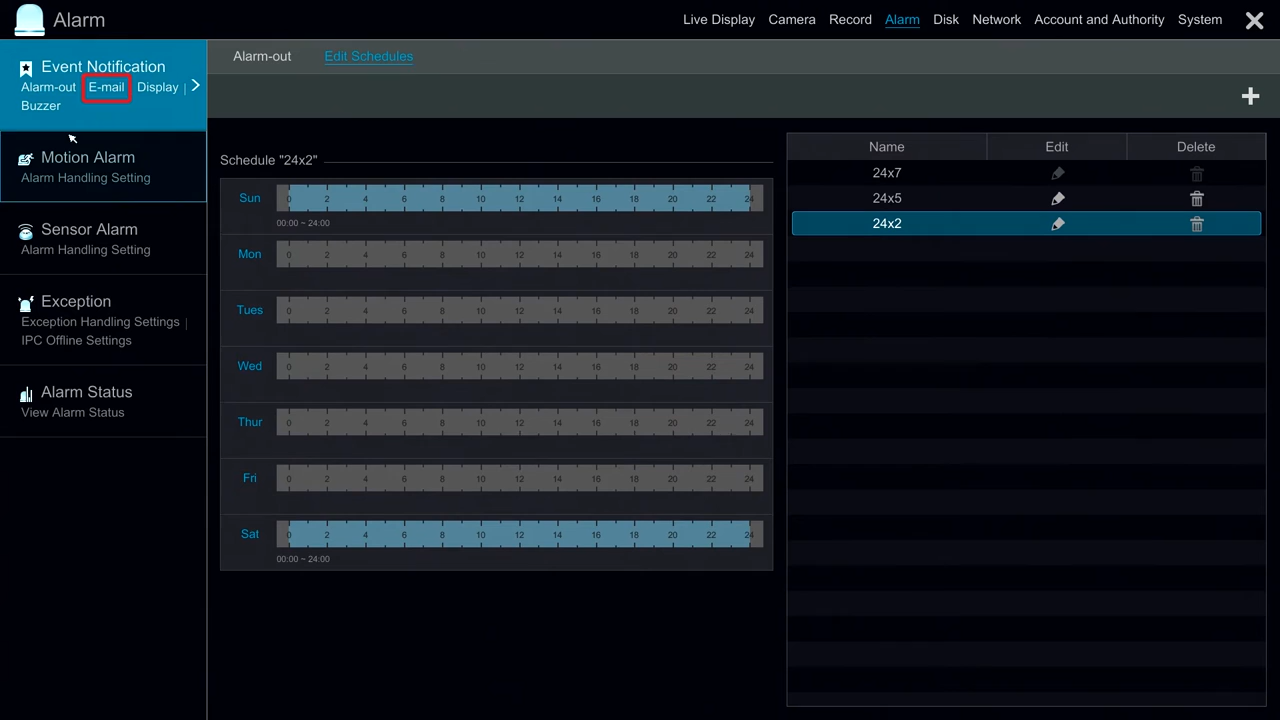 Alarm
Live Display Camera Record Alarm Disk Network Account and Authority System
Event Notification
Alarm-out E-mail Display |
Buzzer
Motion Alarm
Alarm Handling Setting
Sensor Alarm
Alarm Handling Setting
Exception
Exception Handling Settings |
IPC Offline Settings
Alarm Status
View Alarm Status
Alarm-out Edit Schedules
Schedule "24x2"
Sun 0 2 4 6 8 10 12 14 16 18 20 22 24
00:00 ~ 24:00
Mon 0 2 4 6 8 10 12 14 16 18 20 22 24
Tues 0 2 4 6 8 10 12 14 16 18 20 22 24
Wed 0 2 4 6 8 10 12 14 16 18 20 22 24
Thur 0 2 4 6 8 10 12 14 16 18 20 22 24
Fri 0 2 4 6 8 10 12 14 16 18 20 22 24
Sat 0 2 4 6 8 10 12 14 16 18 20 22 24
00:00 ~ 24:00
Name Edit Delete
24x7
24x5
24x2